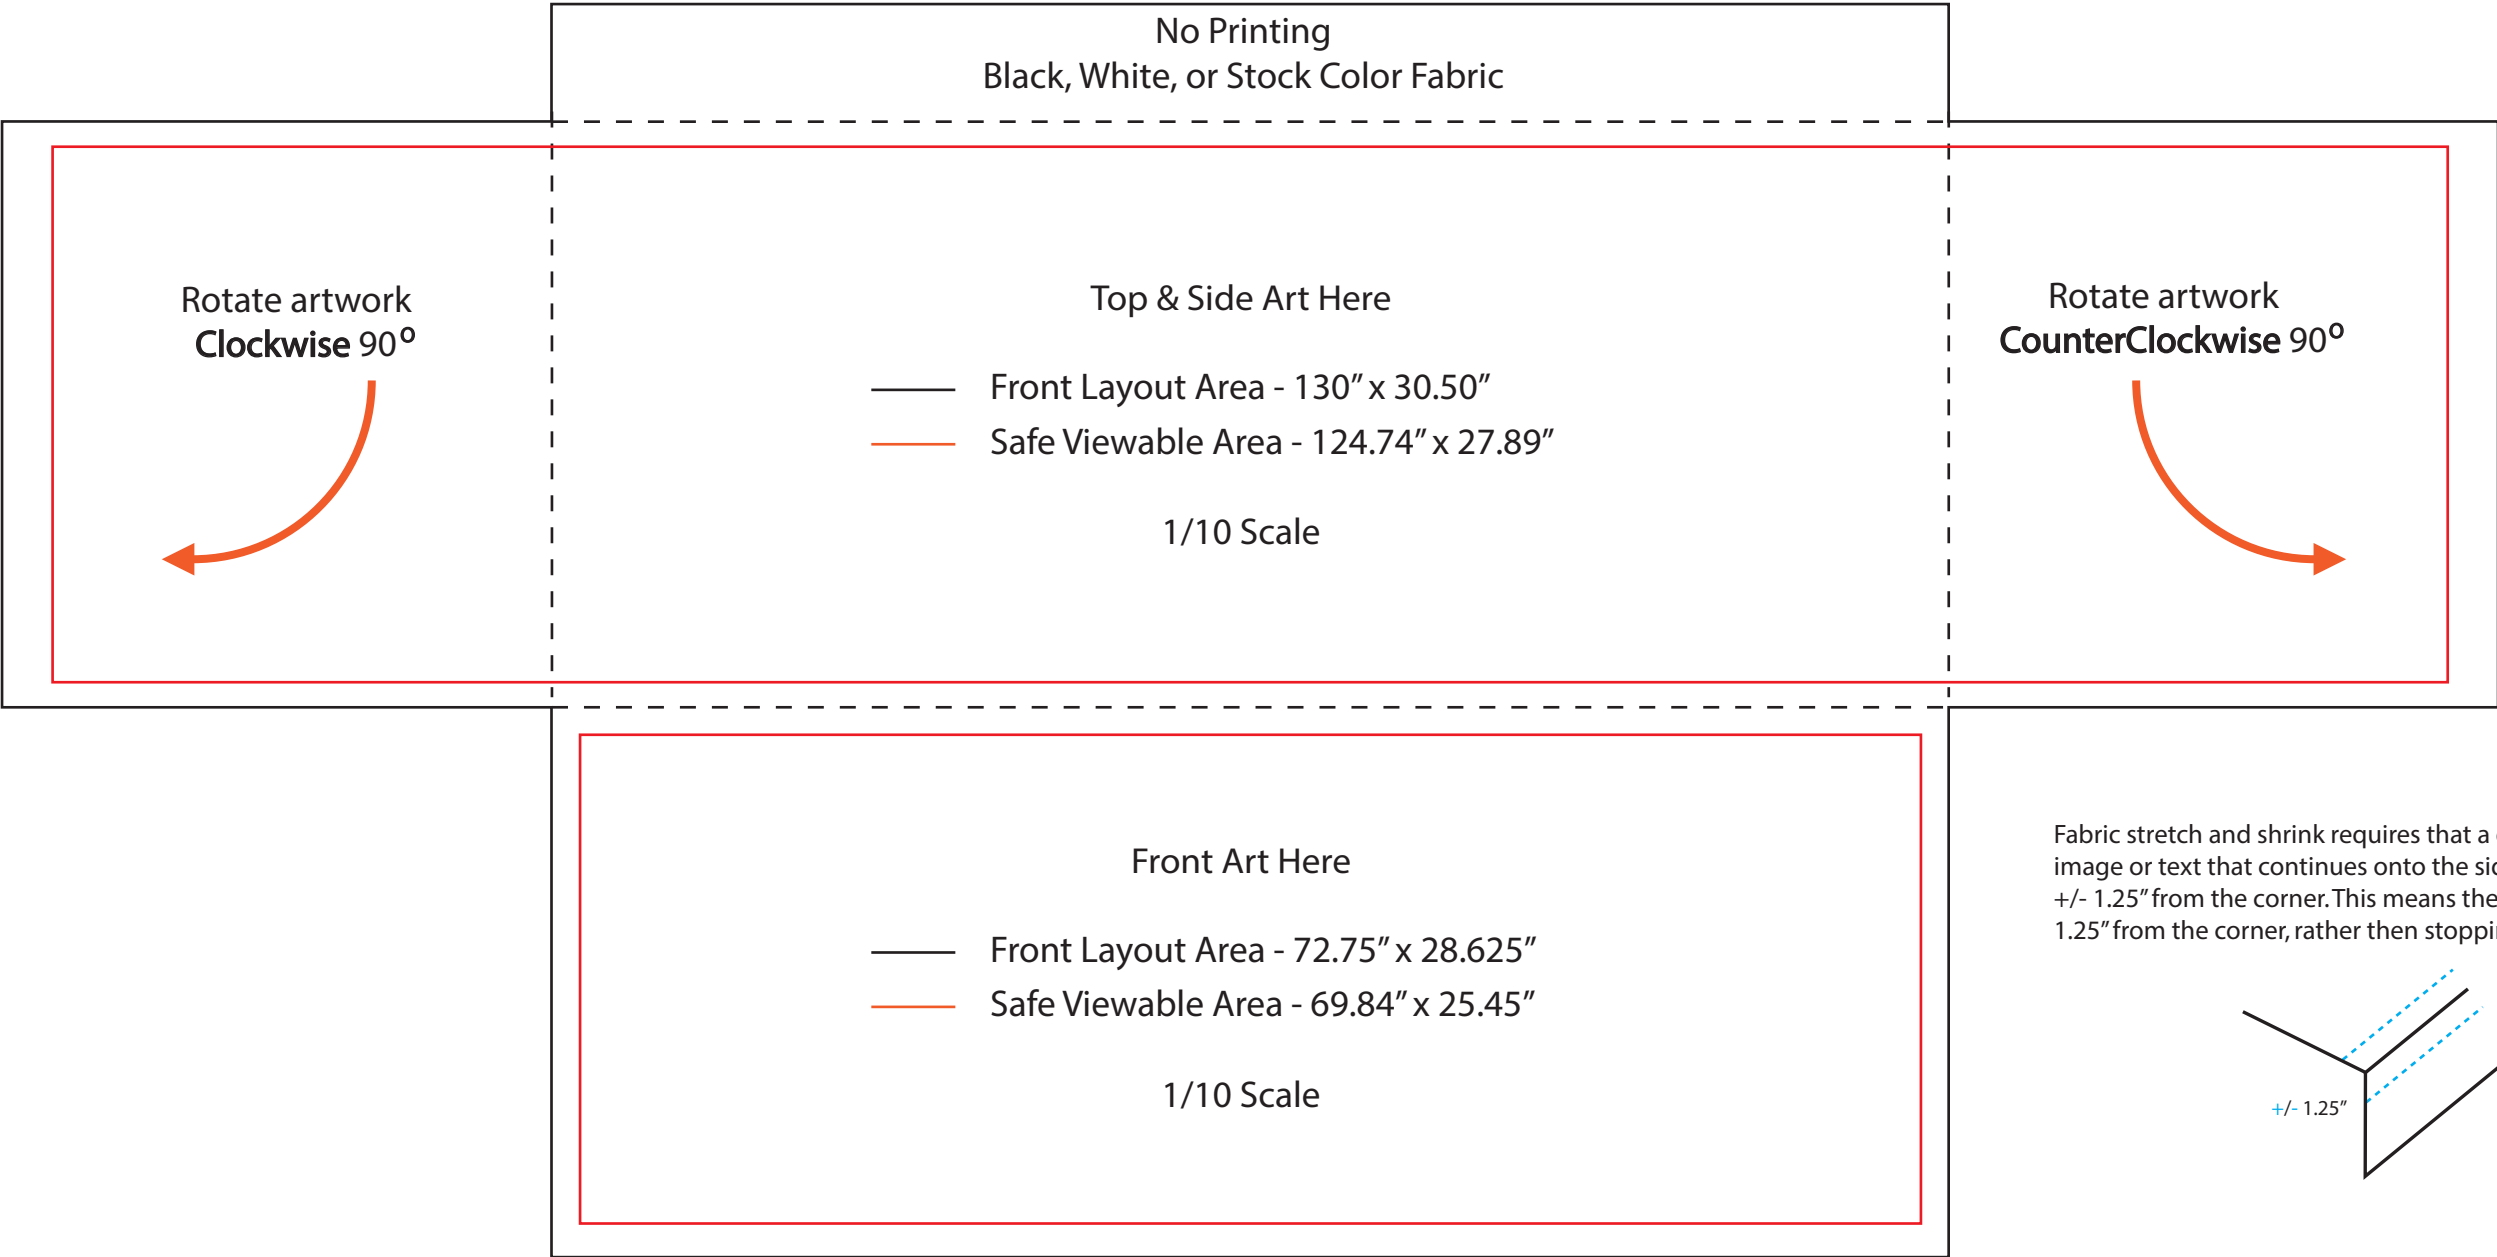 No Printing
Black, White, or Stock Color Fabric
Rotate artwork
Clockwise 90°
Top & Side Art Here
Front Layout Area - 130” x 30.50”
Safe Viewable Area - 124.74” x 27.89”
1/10 Scale
Rotate artwork
CounterClockwise 90°
Front Art Here
Front Layout Area - 72.75” x 28.625”
Safe Viewable Area - 69.84” x 25.45”
1/10 Scale
Fabric stretch and shrink requires that a
image or text that continues onto the
+/- 1.25” from the corner. This means the
1.25” from the corner, rather then
+/- 1.25”